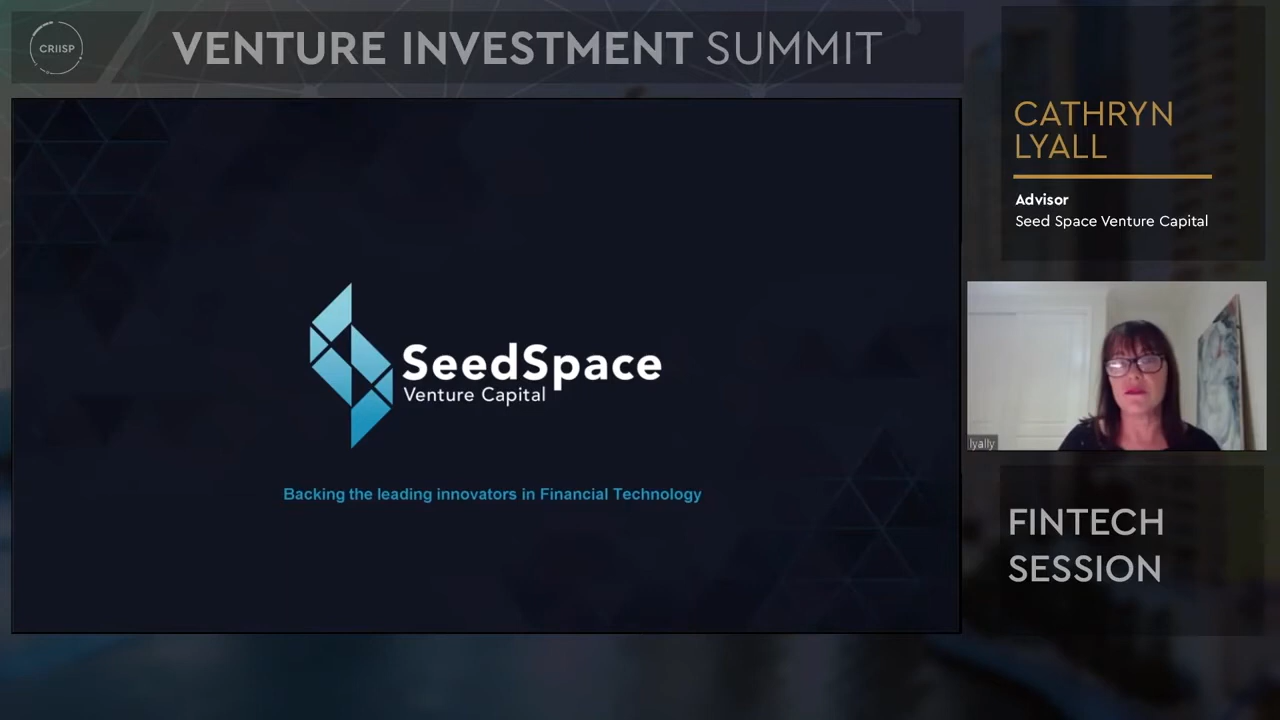 CRIISP
VENTURE INVESTMENT SUMMIT
CATHRYN
LYALL
Advisor
Seed Space Venture Capital
SeedSpace
Venture Capital
Backing the leading innovators in Financial Technology
lyally
FINTECH
SESSION